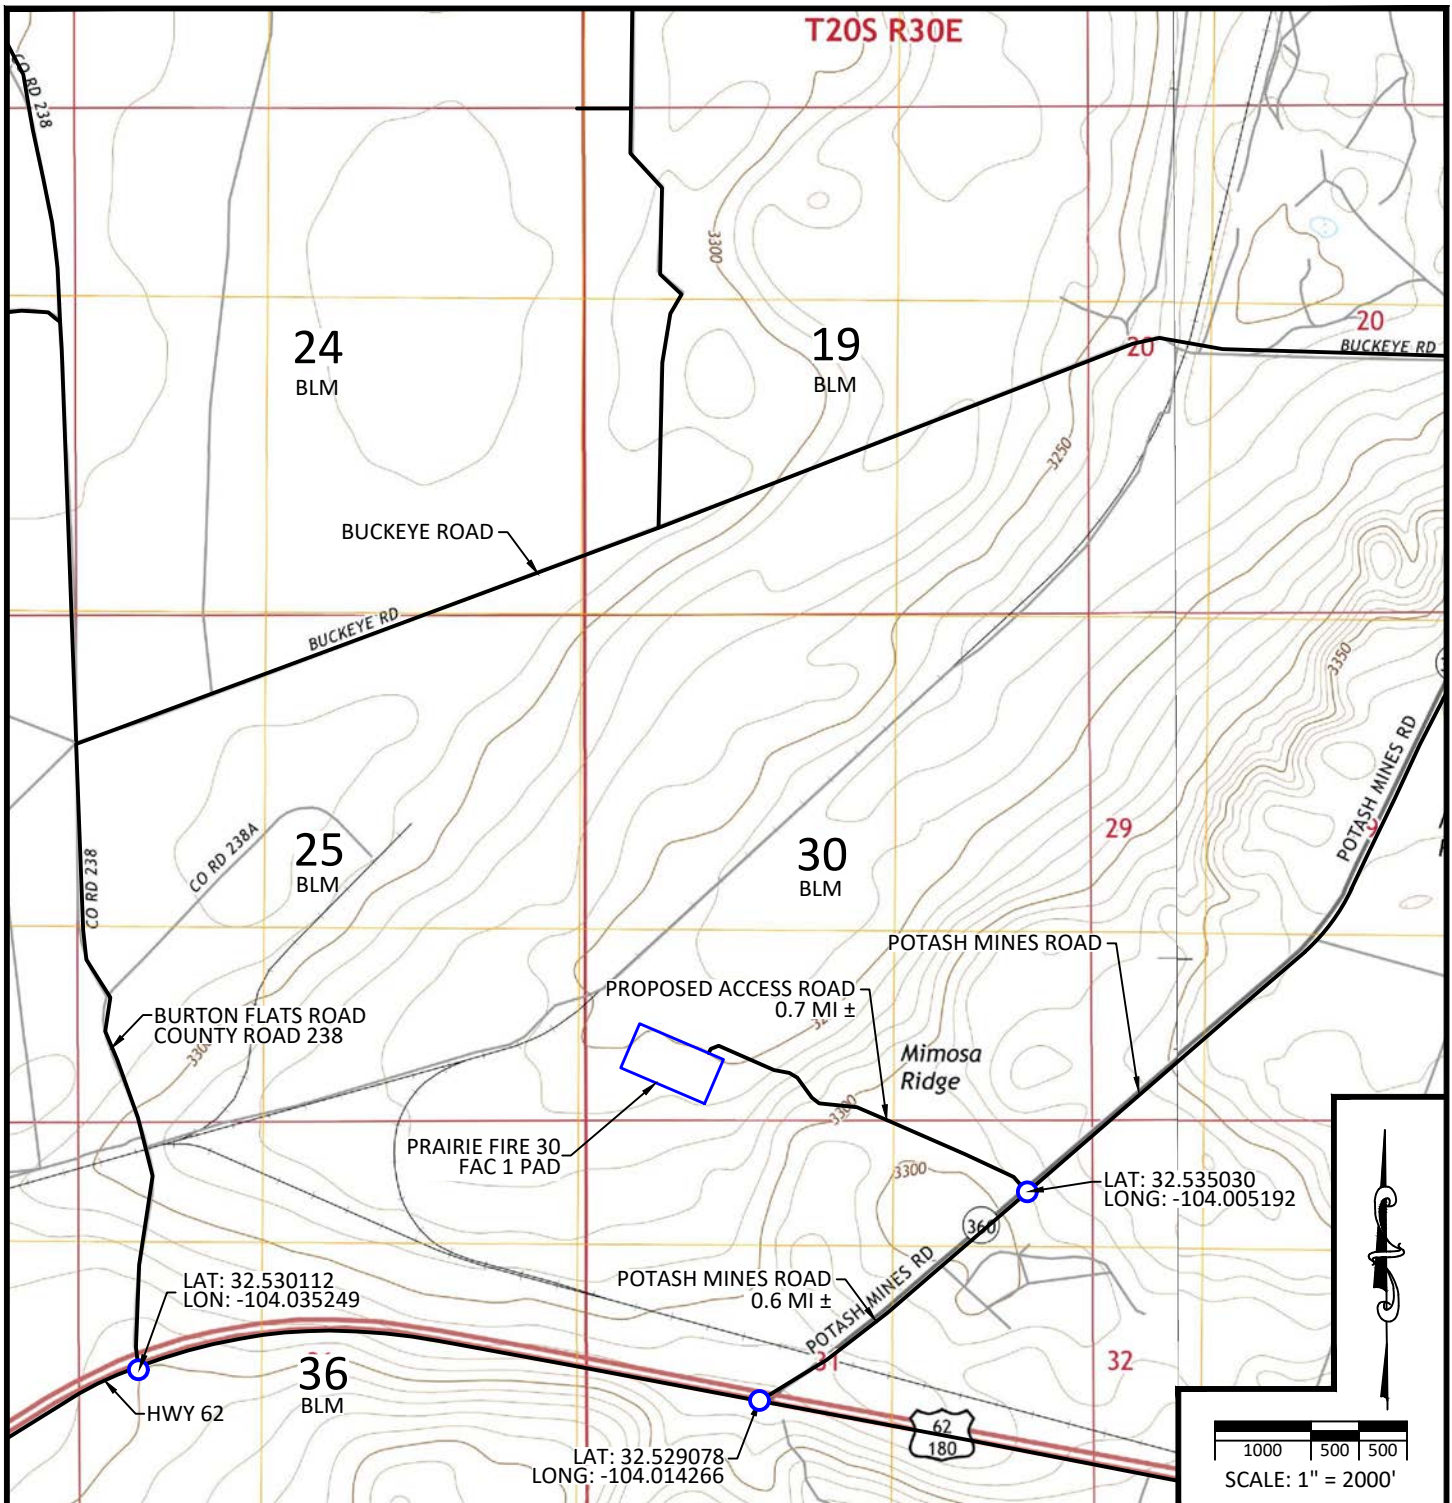 T20S R30E
CO RD 238
3300
24
BLM
19
BLM
20
20
BUCKEYE RD
3250
BUCKEYE ROAD
BUCKEYE RD
3350
POTASH MINES RD
25
BLM
CO RD 238A
CO RD 238
30
BLM
29
POTASH MINES ROAD
PROPOSED ACCESS ROAD
0.7 MI ±
BURTON FLATS ROAD
COUNTY ROAD 238
Mimosa
Ridge
3300
PRAIRIE FIRE 30
FAC 1 PAD
3300
LAT: 32.535030
LONG: -104.005192
360
POTASH MINES ROAD
0.6 MI ±
POTASH MINES RD
LAT: 32.530112
LON: -104.035249
31
32
36
BLM
HWY 62
62
180
LAT: 32.529078
LONG: -104.014266
1000 500 500
SCALE: 1" = 2000'